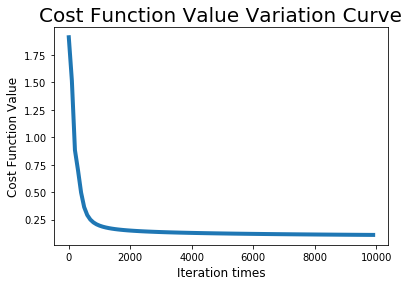 Cost Function Value Variation Curve
1.75
1.50
1.25
1.00
0.75
0.50
0.25
Cost Function Value
0 2000 4000 6000 8000 10000
Iteration times